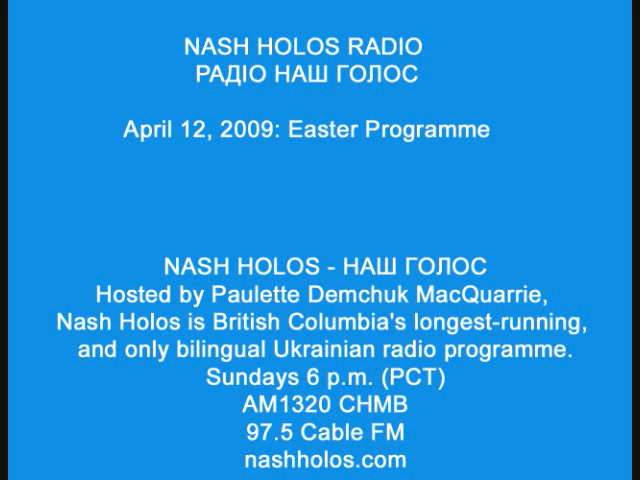 NASH HOLOS RADIO
РАДІО НАШ ГОЛОС
April 12, 2009: Easter Programme
NASH HOLOS - НАШ ГОЛОС
Hosted by Paulette Demchuk MacQuarrie,
Nash Holos is British Columbia's longest-running,
and only bilingual Ukrainian radio programme.
Sundays 6 p.m. (PCT)
AM1320 CHMB
97.5 Cable FM
nashholos.com